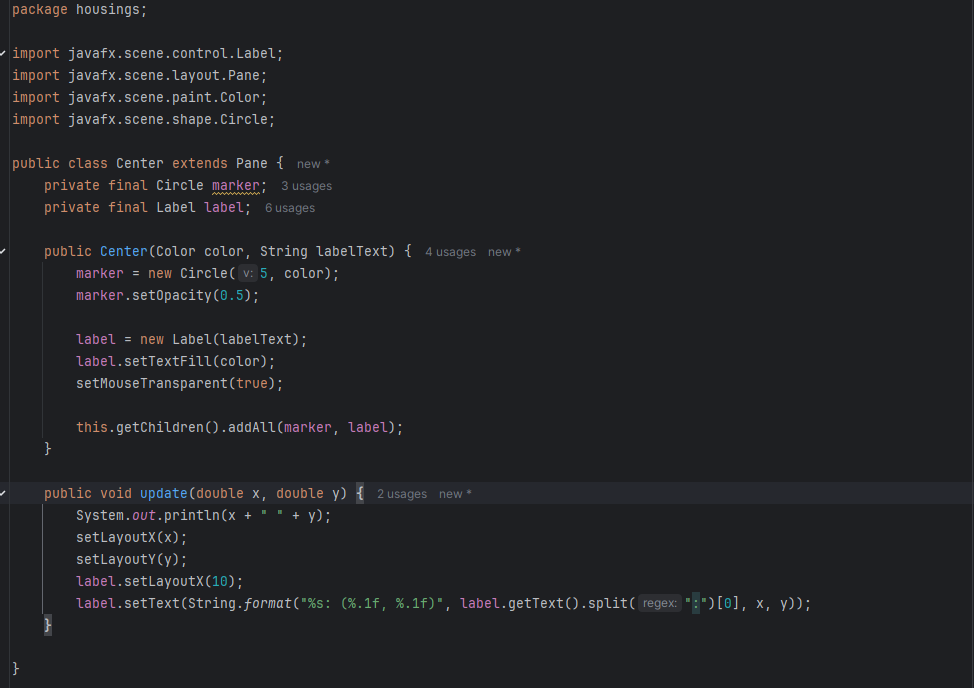 package housings;
import javafx.scene.control.Label;
import javafx.scene.layout.Pane;
import javafx.scene.paint.Color;
import javafx.scene.shape.Circle;
public class Center extends Pane {  new *
    private final Circle marker;  3 usages
    private final Label label;  6 usages
    public Center(Color color, String labelText) {  4 usages  new *
        marker = new Circle( v: 5, color);
        marker.setOpacity(0.5);
        label = new Label(labelText);
        label.setTextFill(color);
        setMouseTransparent(true);
        this.getChildren().addAll(marker, label);
    }
    public void update(double x, double y) {  2 usages  new *
        System.out.println(x + " " + y);
        setLayoutX(x);
        setLayoutY(y);
        label.setLayoutX(10);
        label.setText(String.format("%s: (%.1f, %.1f)", label.getText().split( regex: ":")[0], x, y));
    }
}